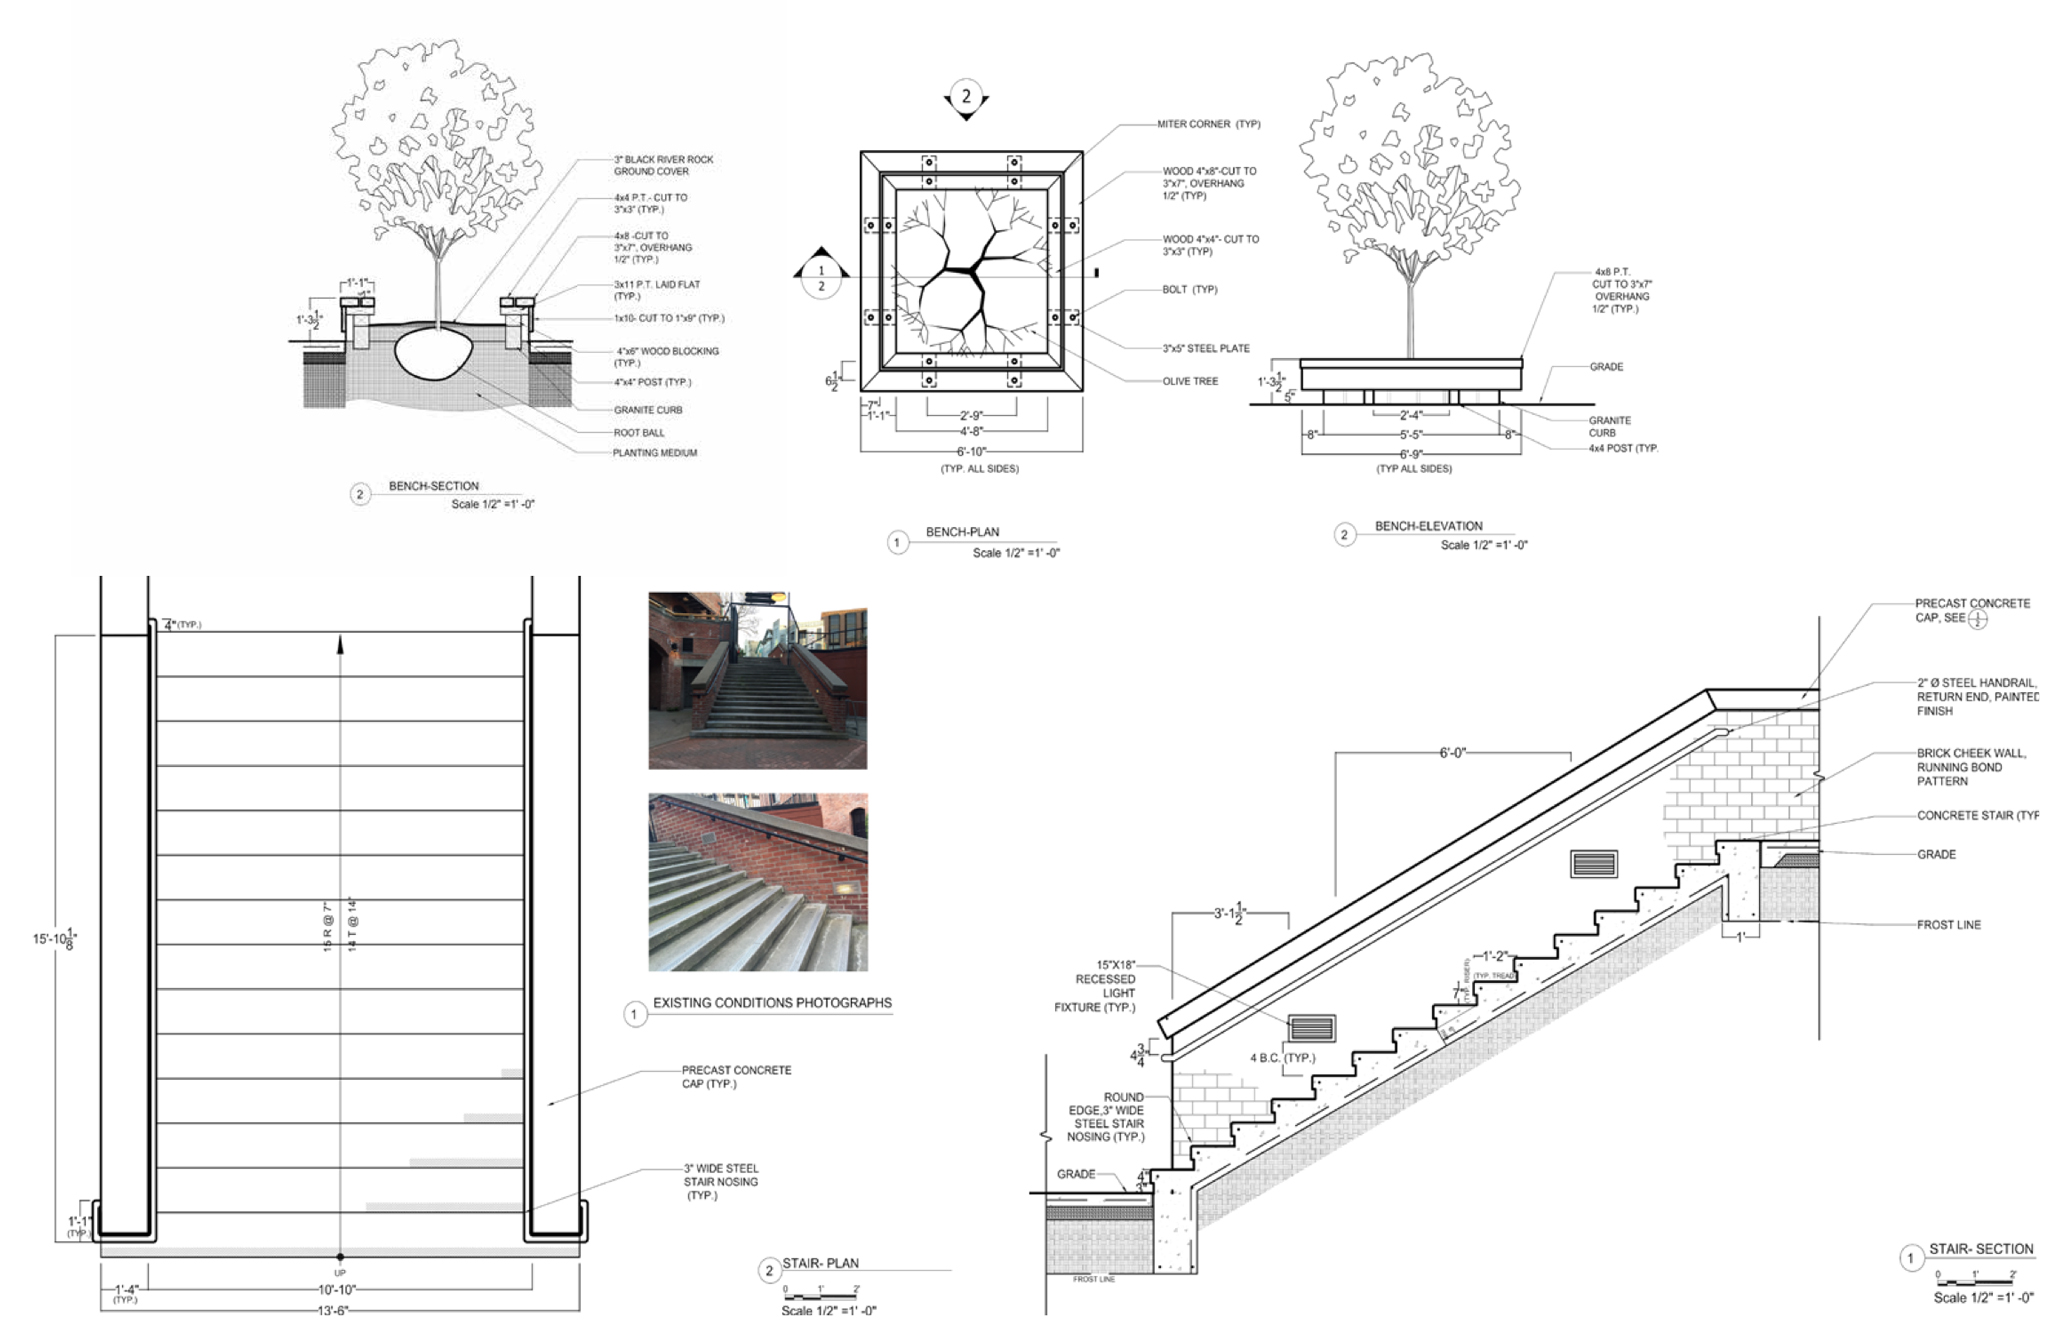 3" BLACK RIVER ROCK
GROUND COVER
4x4 P.T.- CUT TO
3"x3" (TYP.)
4x8 -CUT TO
3"x7", OVERHANG
1/2" (TYP.)
3x11 P.T. LAID FLAT
(TYP.)
1x10- CUT TO 1"x9" (TYP.)
4"x6" WOOD BLOCKING
(TYP.)
4"x4" POST (TYP.)
GRANITE CURB
ROOT BALL
PLANTING MEDIUM
1'-1"
1"
1'-3 1/2"
2 BENCH-SECTION
Scale 1/2" =1' -0"
2
1
2
MITER CORNER (TYP)
WOOD 4"x8"-CUT TO
3"x7", OVERHANG
1/2" (TYP)
WOOD 4"x4"- CUT TO
3"x3" (TYP)
BOLT (TYP)
3"x5" STEEL PLATE
OLIVE TREE
6 1/2"
7"
1'-1"
2'-9"
4'-8"
6'-10"
(TYP. ALL SIDES)
1 BENCH-PLAN
Scale 1/2" =1' -0"
4x8 P.T.
CUT TO 3"x7"
OVERHANG
1/2" (TYP.)
GRADE
GRANITE
CURB
4x4 POST (TYP.
1'-3 1/2"
5"
2'-4"
8"
5'-5"
8"
6'-9"
(TYP ALL SIDES)
2 BENCH-ELEVATION
Scale 1/2" =1' -0"
4" (TYP.)
15'-10 1/8"
15 R @ 7"
14 T @ 14"
1'-1"
(TYP.)
UP
1'-4"
(TYP.)
10'-10"
13'-6"
1 EXISTING CONDITIONS PHOTOGRAPHS
PRECAST CONCRETE
CAP (TYP.)
3" WIDE STEEL
STAIR NOSING
(TYP.)
2 STAIR- PLAN
0 1' 2'
Scale 1/2" =1' -0"
PRECAST CONCRETE
CAP, SEE
2" Ø STEEL HANDRAIL,
RETURN END, PAINTED
FINISH
BRICK CHEEK WALL,
RUNNING BOND
PATTERN
CONCRETE STAIR (TYP
GRADE
FROST LINE
6'-0"
3'-1 1/2"
15"X18"
RECESSED
LIGHT
FIXTURE (TYP.)
4 3/4"
4 B.C. (TYP.)
1'-2"
(TYP. TREAD)
7"
(TYP. RISER)
1'
ROUND
EDGE,3" WIDE
STEEL STAIR
NOSING (TYP.)
GRADE
4"
3"
FROST LINE
1 STAIR- SECTION
0 1' 2'
Scale 1/2" =1' -0"